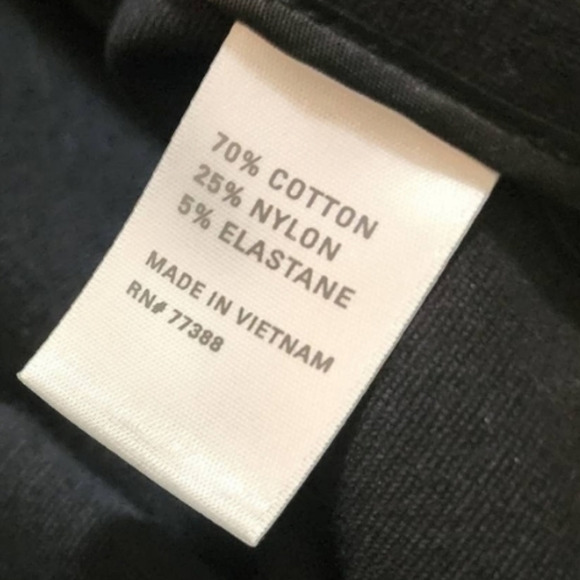 70% COTTON
25% NYLON
5% ELASTANE
MADE IN VIETNAM
RN# 77388